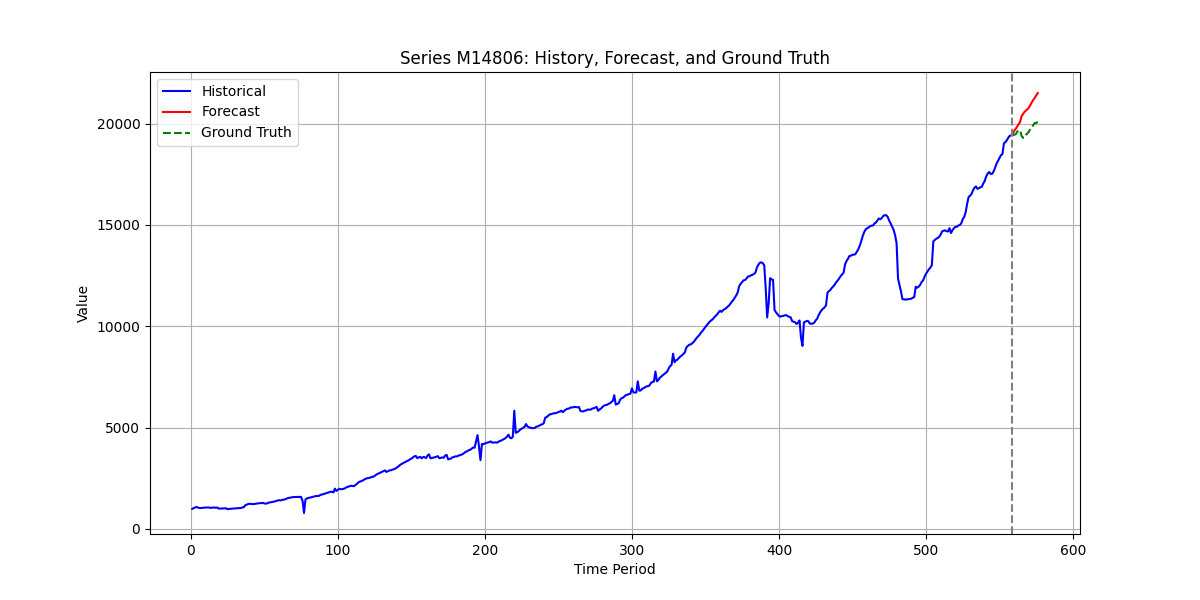 Series M14806: History, Forecast, and Ground Truth
Historical
Forecast
Ground Truth
20000
15000
10000
5000
0
Value
0 100 200 300 400 500 600
Time Period